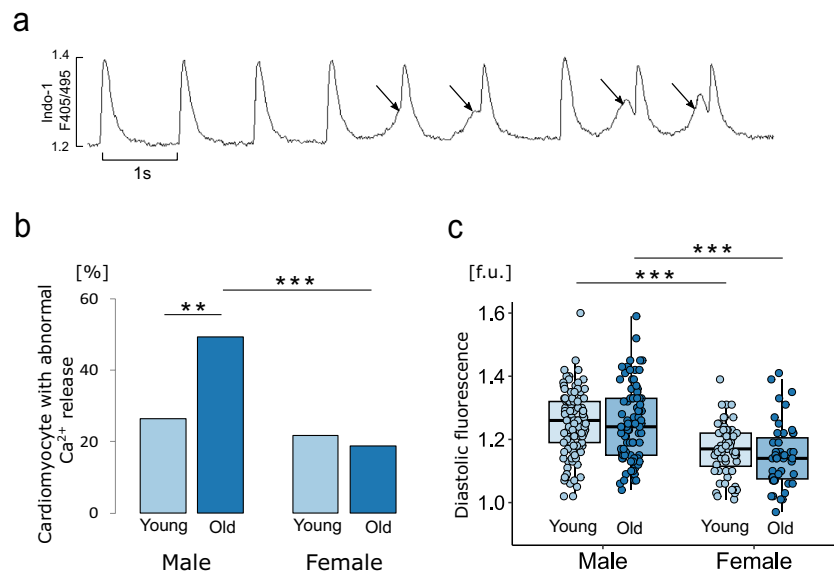 a
Indo-1
F405/495
1.4
1.2
1s
b
[%]
Cardiomyocyte with abnormal
Ca²⁺ release
60
40
20
0
**
***
Young
Old
Young
Old
Male
Female
c
[f.u.]
Diastolic fluorescence
1.6
1.4
1.2
1.0
***
***
Young
Old
Young
Old
Male
Female